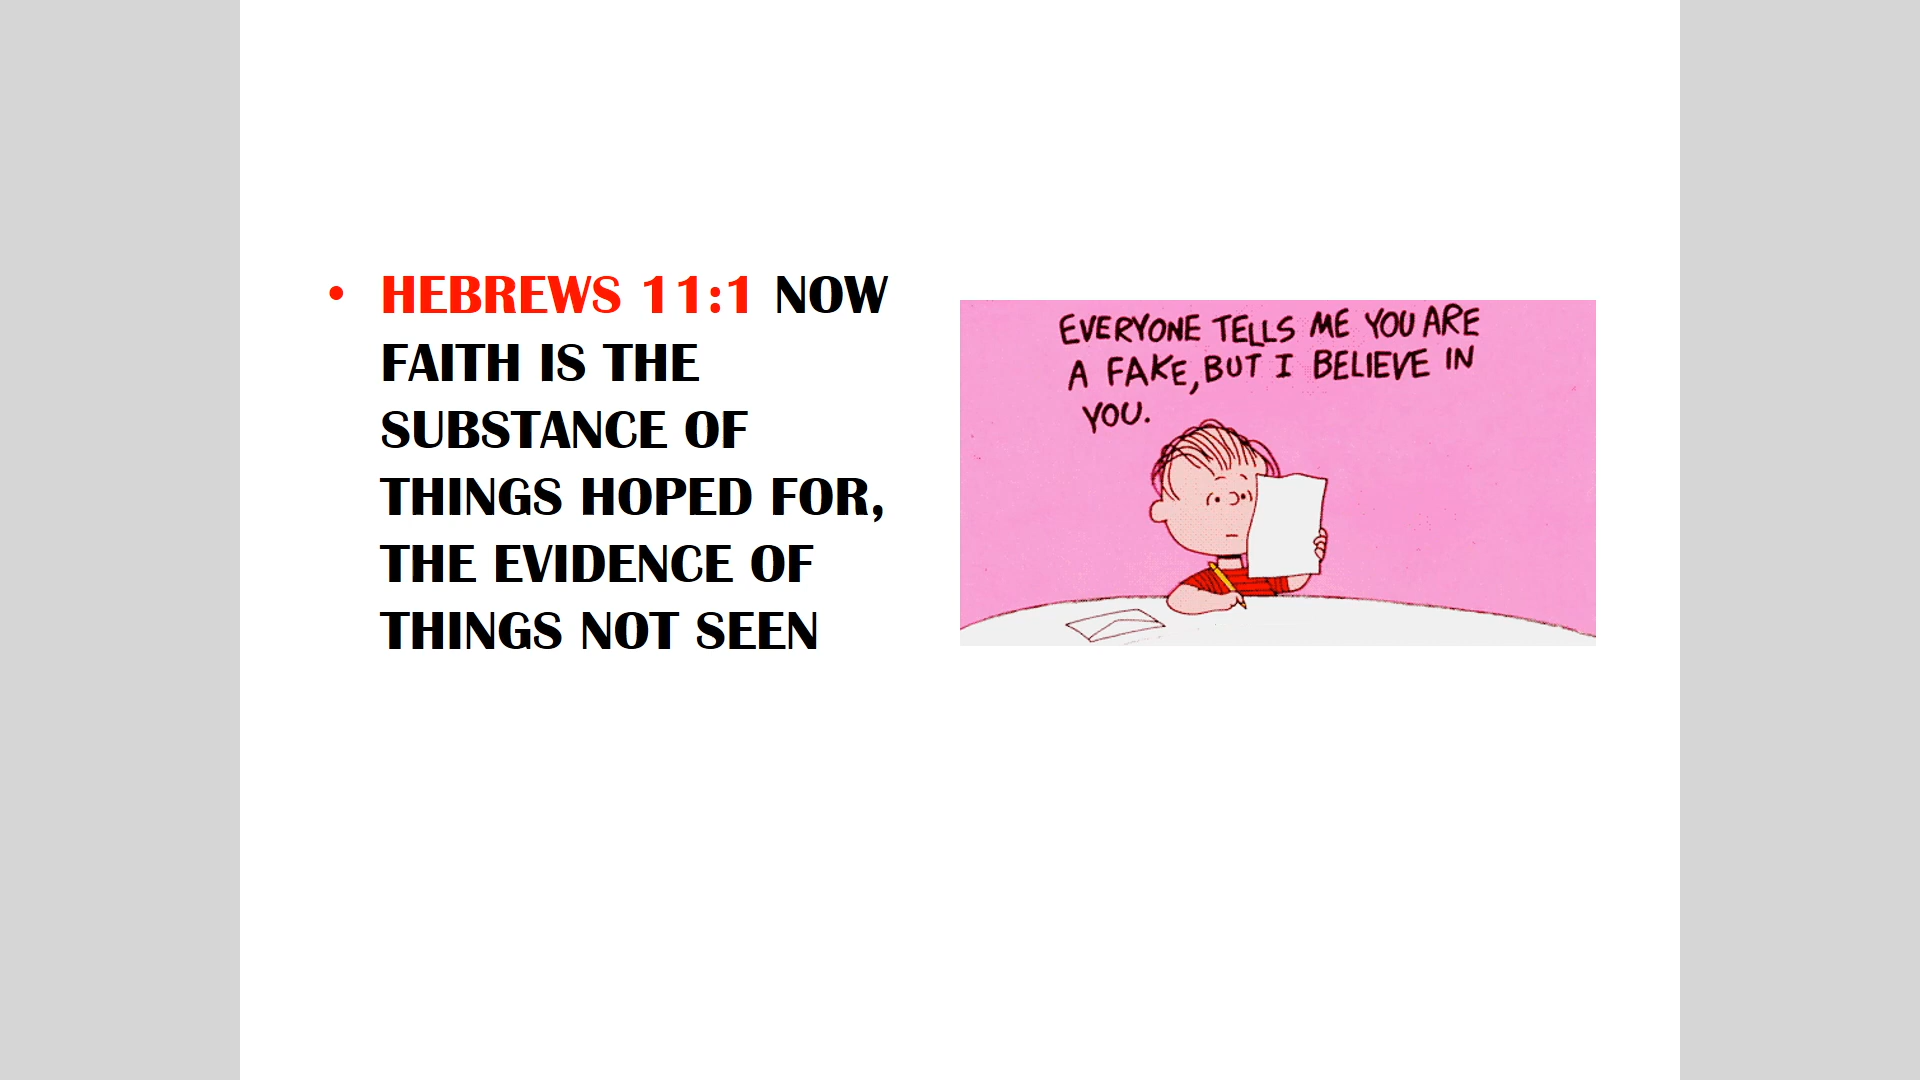 • HEBREWS 11:1 NOW
FAITH IS THE
SUBSTANCE OF
THINGS HOPED FOR,
THE EVIDENCE OF
THINGS NOT SEEN
EVERYONE TELLS ME YOU ARE
A FAKE, BUT I BELIEVE IN
YOU.